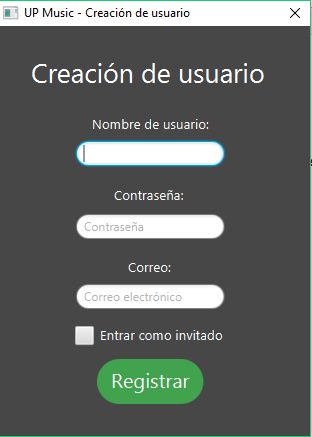 UP Music - Creación de usuario
Creación de usuario
Nombre de usuario:
Contraseña:
Contraseña
Correo:
Correo electrónico
Entrar como invitado
Registrar